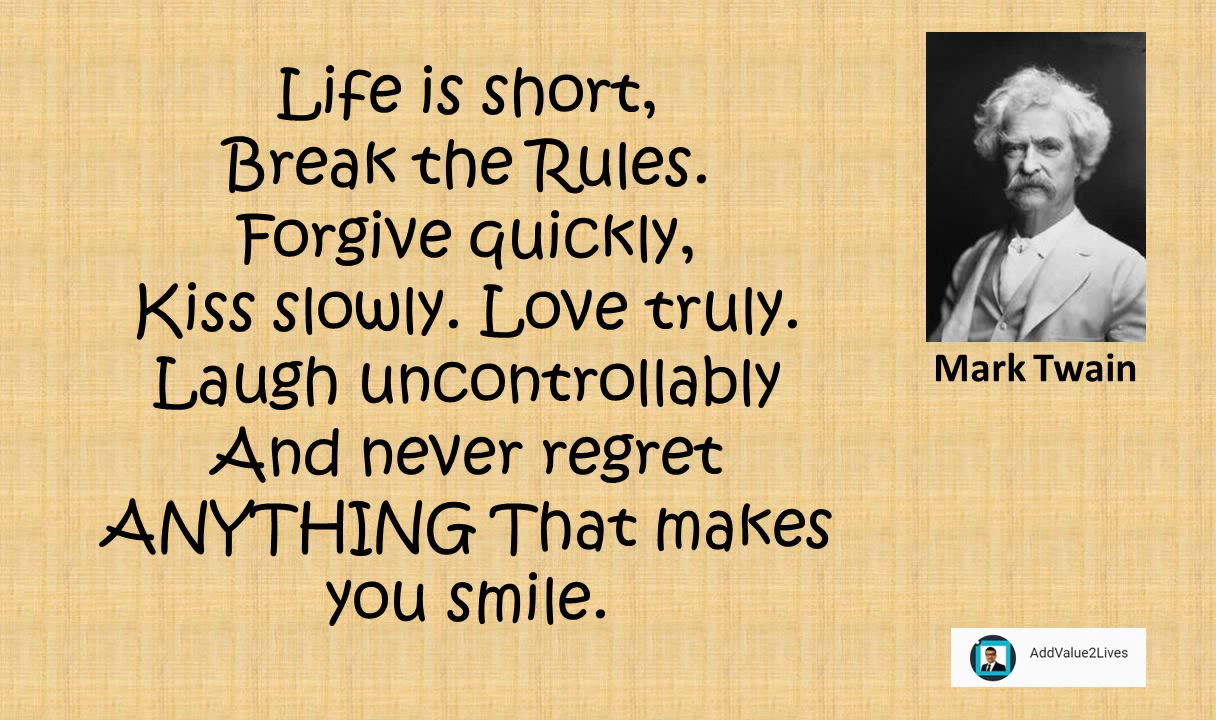 Life is short,
Break the Rules.
Forgive quickly,
Kiss slowly. Love truly.
Laugh uncontrollably
And never regret
ANYTHING That makes
you smile.
Mark Twain
AddValue2Lives